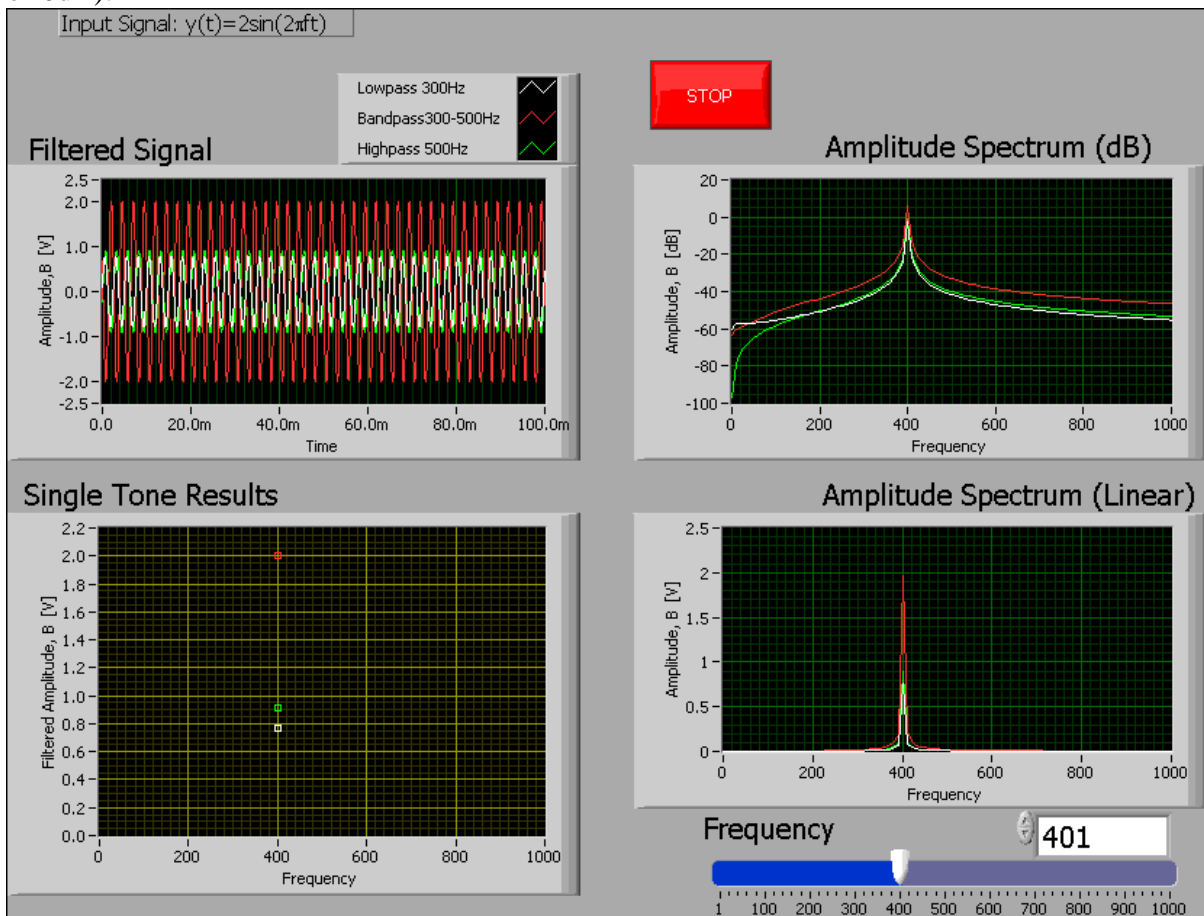 Input Signal: y(t)=2sin(2πft)
Lowpass 300Hz
Bandpass300-500Hz
Highpass 500Hz
STOP
Filtered Signal
Amplitude,B [V]
2.5
2.0
1.0
0.0
-1.0
-2.0
-2.5
0.0 20.0m 40.0m 60.0m 80.0m 100.0m
Time
Amplitude Spectrum (dB)
Amplitude, B [dB]
20
0
-20
-40
-60
-80
-100
0 200 400 600 800 1000
Frequency
Single Tone Results
Filtered Amplitude, B [V]
2.2
2.0
1.8
1.6
1.4
1.2
1.0
0.8
0.6
0.4
0.2
0.0
0 200 400 600 800 1000
Frequency
Amplitude Spectrum (Linear)
Amplitude, B [V]
2.5
2
1.5
1
0.5
0
0 200 400 600 800 1000
Frequency
Frequency
401
1 100 200 300 400 500 600 700 800 900 1000